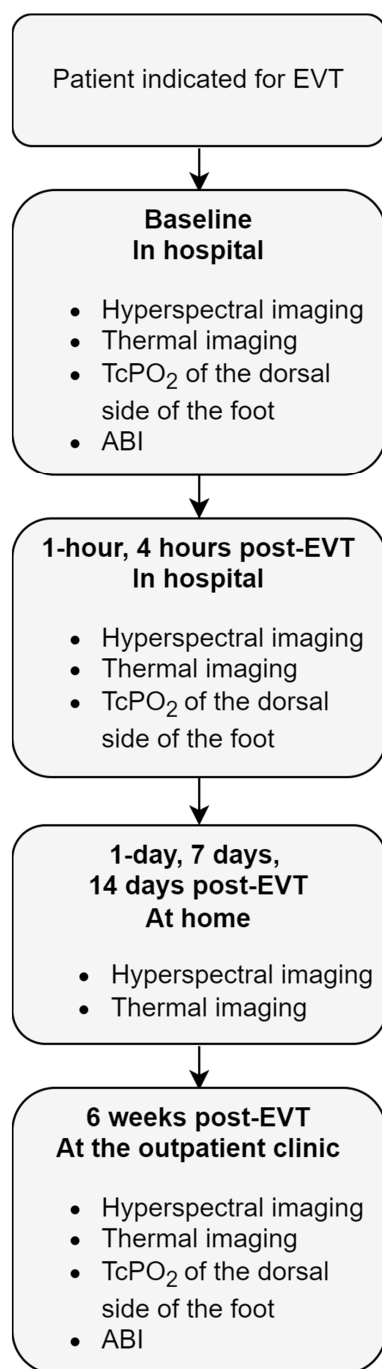 Patient indicated for EVT
Baseline
In hospital
• Hyperspectral imaging
• Thermal imaging
• TcPO₂ of the dorsal
side of the foot
• ABI
1-hour, 4 hours post-EVT
In hospital
• Hyperspectral imaging
• Thermal imaging
• TcPO₂ of the dorsal
side of the foot
1-day, 7 days,
14 days post-EVT
At home
• Hyperspectral imaging
• Thermal imaging
6 weeks post-EVT
At the outpatient clinic
• Hyperspectral imaging
• Thermal imaging
• TcPO₂ of the dorsal
side of the foot
• ABI